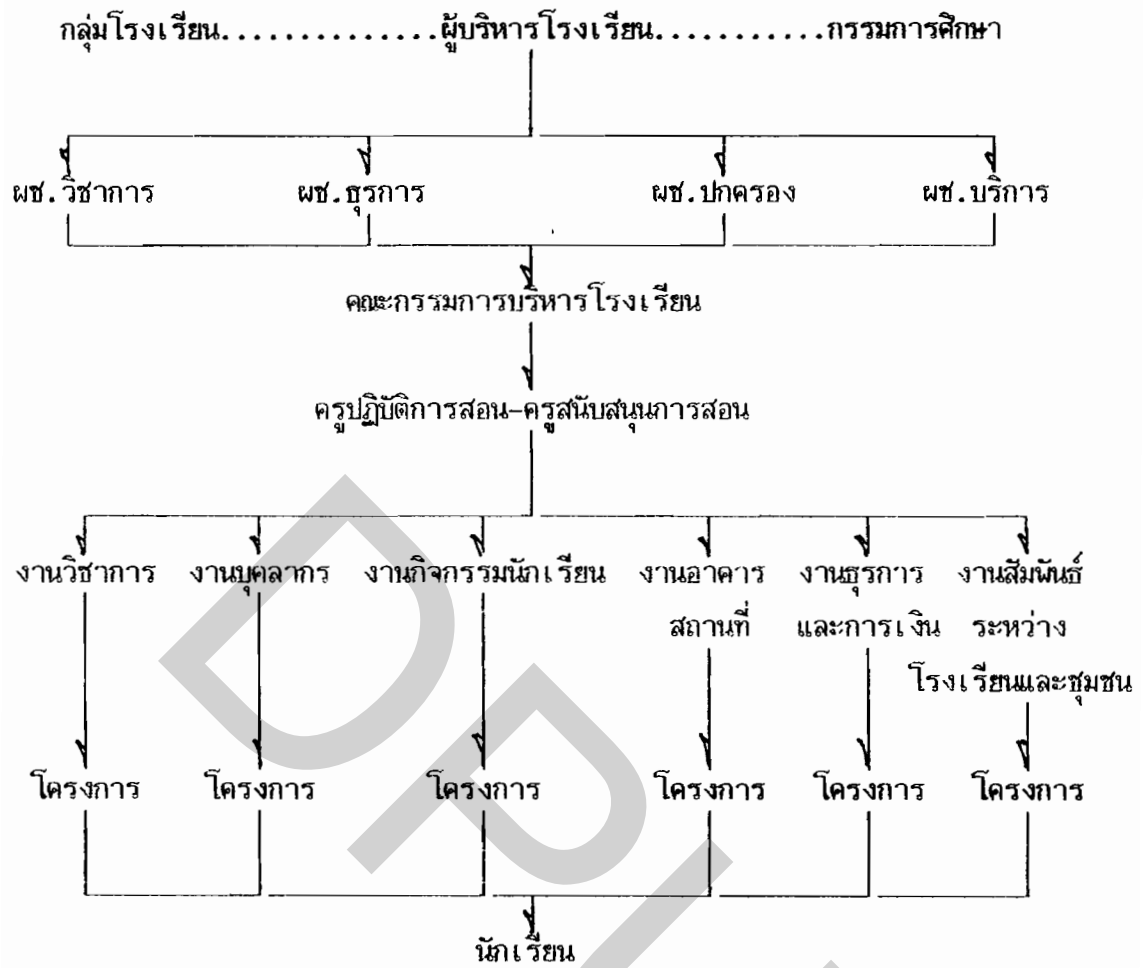 กลุ่มโรงเรียน..............ผู้บริหารโรงเรียน...........กรรมการศึกษา
ผช.วิชาการ ผช.ธุรการ ผช.ปกครอง ผช.บริการ
คณะกรรมการบริหารโรงเรียน
ครูปฏิบัติการสอน-ครูสนับสนุนการสอน
งานวิชาการ งานบุคลากร งานกิจกรรมนักเรียน งานอาคาร งานธุรการ งานสัมพันธ์
สถานที่ และการเงิน ระหว่าง
โรงเรียนและชุมชน
โครงการ โครงการ โครงการ โครงการ โครงการ โครงการ
นักเรียน